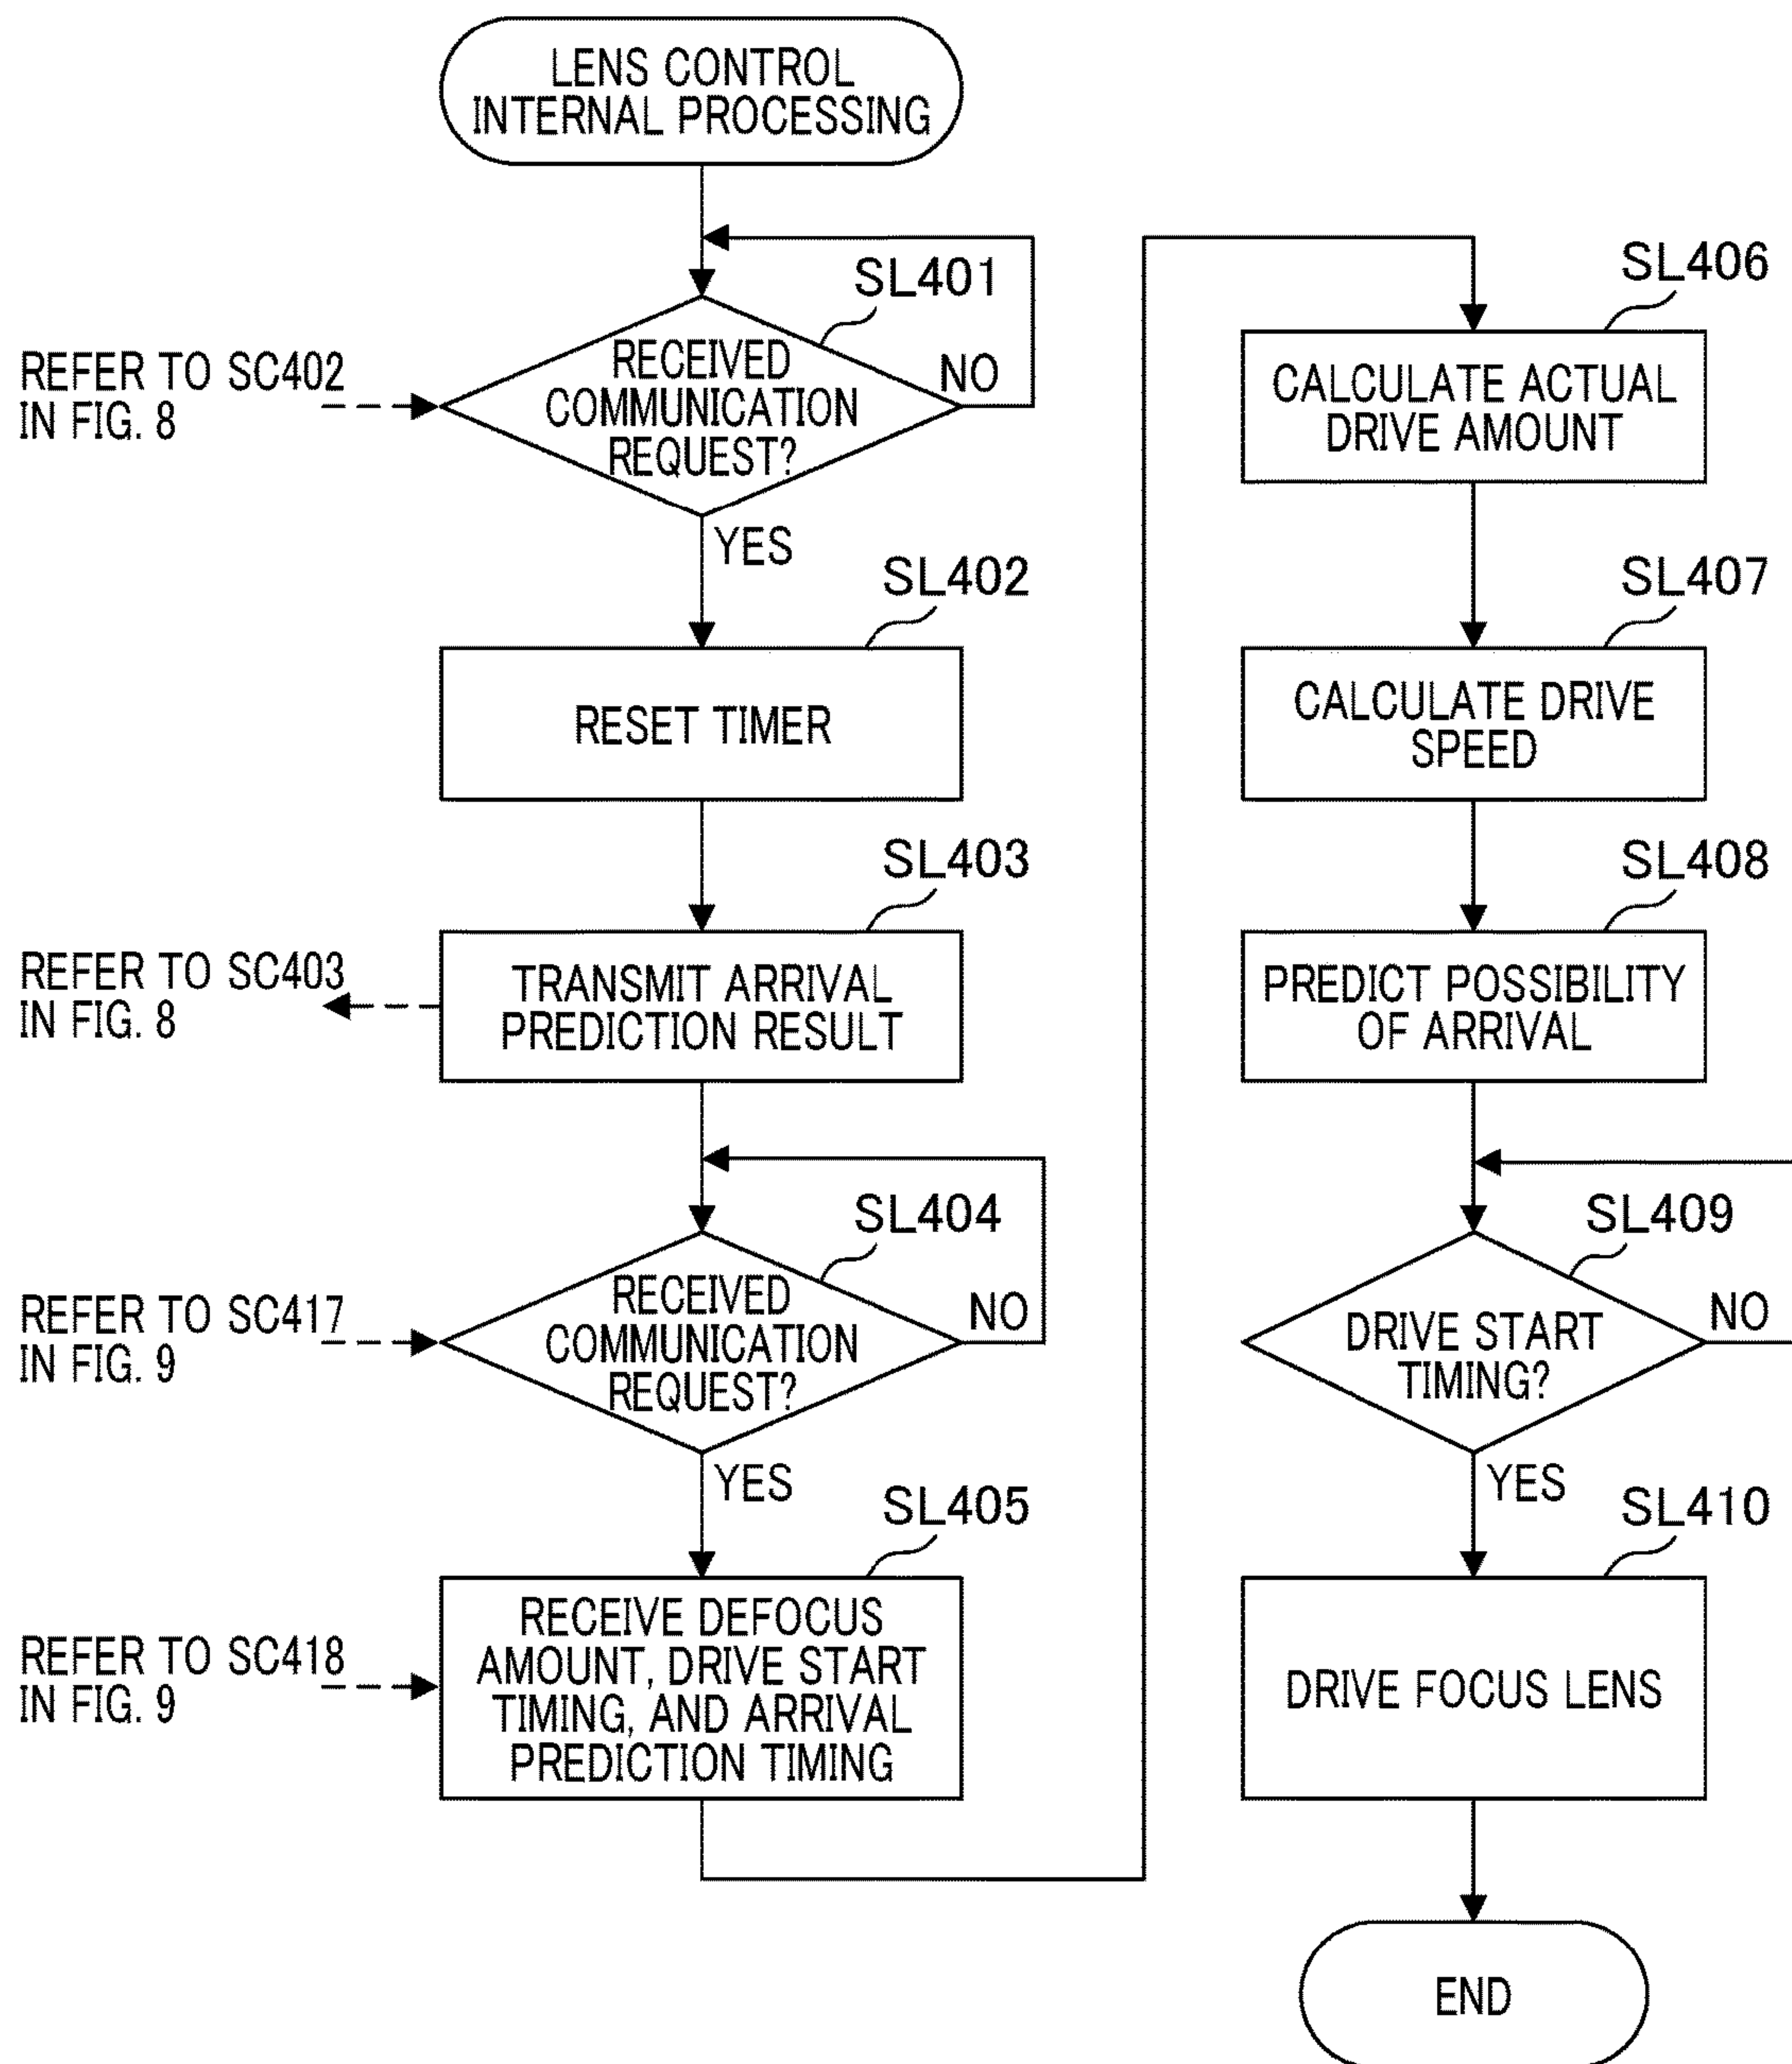 LENS CONTROL
INTERNAL PROCESSING
SL401
REFER TO SC402
IN FIG. 8
RECEIVED
COMMUNICATION
REQUEST?
NO
YES
SL402
RESET TIMER
SL403
REFER TO SC403
IN FIG. 8
TRANSMIT ARRIVAL
PREDICTION RESULT
SL404
REFER TO SC417
IN FIG. 9
RECEIVED
COMMUNICATION
REQUEST?
NO
YES
SL405
REFER TO SC418
IN FIG. 9
RECEIVE DEFOCUS
AMOUNT, DRIVE START
TIMING, AND ARRIVAL
PREDICTION TIMING
SL406
CALCULATE ACTUAL
DRIVE AMOUNT
SL407
CALCULATE DRIVE
SPEED
SL408
PREDICT POSSIBILITY
OF ARRIVAL
SL409
DRIVE START
TIMING?
NO
YES
SL410
DRIVE FOCUS LENS
END